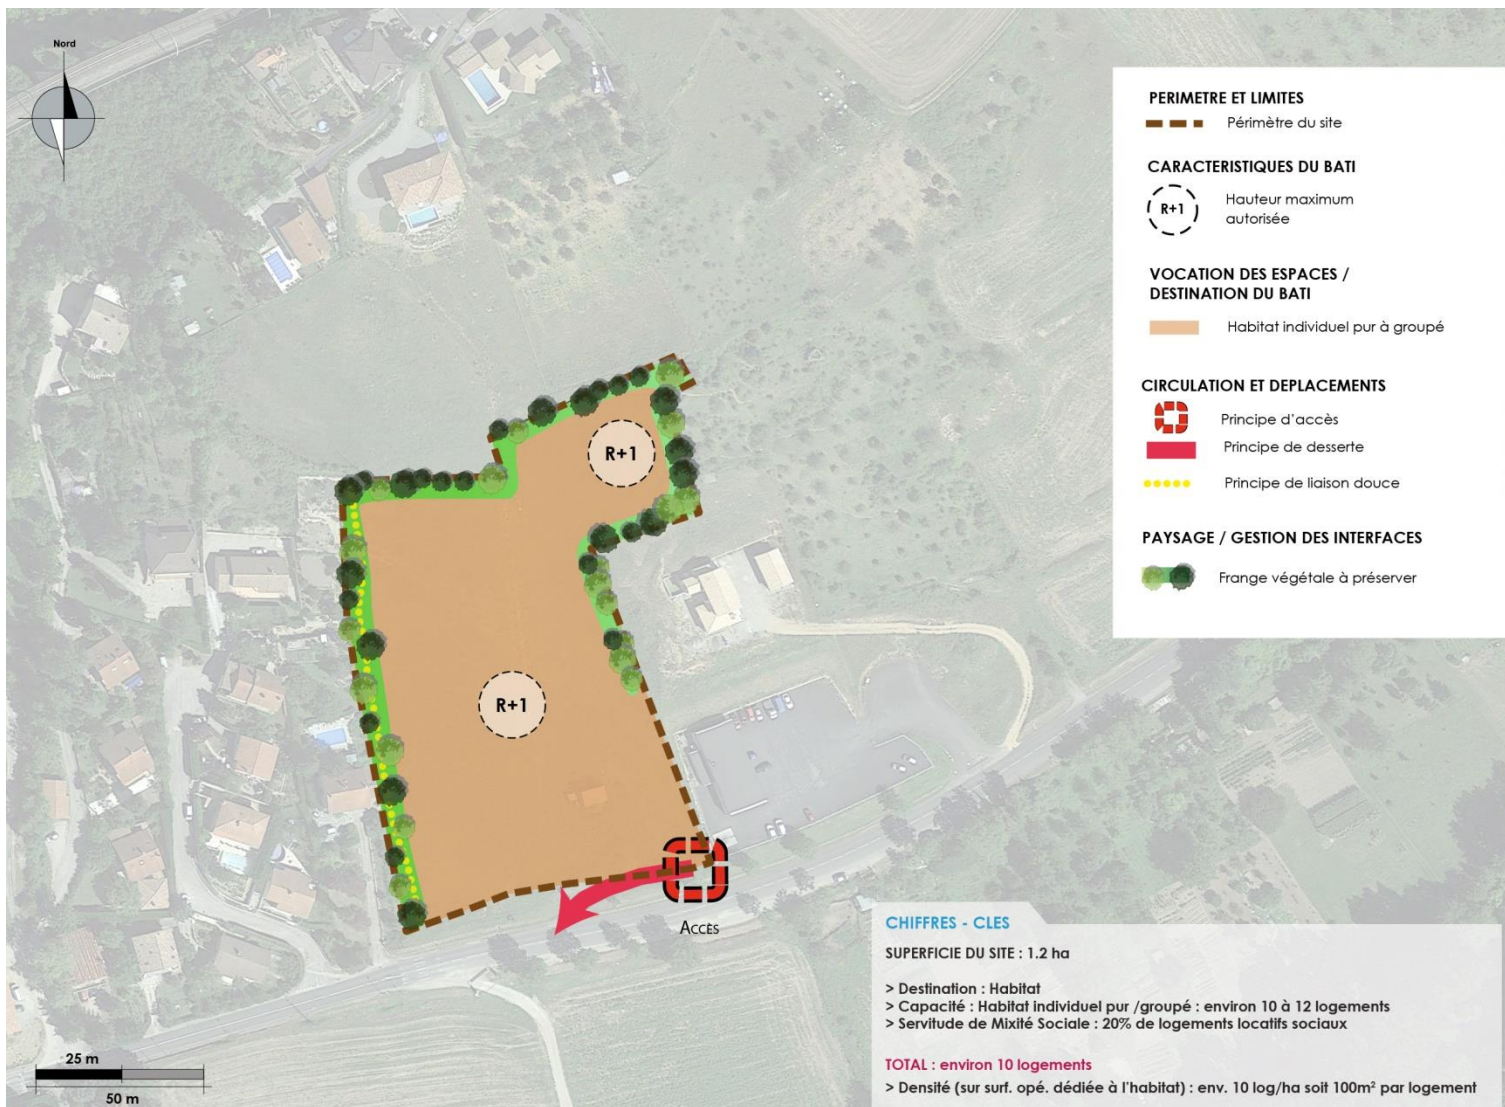 Nord
PERIMETRE ET LIMITES
Périmètre du site
CARACTERISTIQUES DU BATI
R+1
Hauteur maximum
autorisée
VOCATION DES ESPACES /
DESTINATION DU BATI
Habitat individuel pur à groupé
CIRCULATION ET DEPLACEMENTS
Principe d'accès
Principe de desserte
Principe de liaison douce
PAYSAGE / GESTION DES INTERFACES
Frange végétale à préserver
R+1
R+1
ACCÈS
CHIFFRES - CLES
SUPERFICIE DU SITE : 1.2 ha
> Destination : Habitat
> Capacité : Habitat individuel pur /groupé : environ 10 à 12 logements
> Servitude de Mixité Sociale : 20% de logements locatifs sociaux
TOTAL : environ 10 logements
> Densité (sur surf. opé. dédiée à l'habitat) : env. 10 log/ha soit 100m² par logement
25 m
50 m